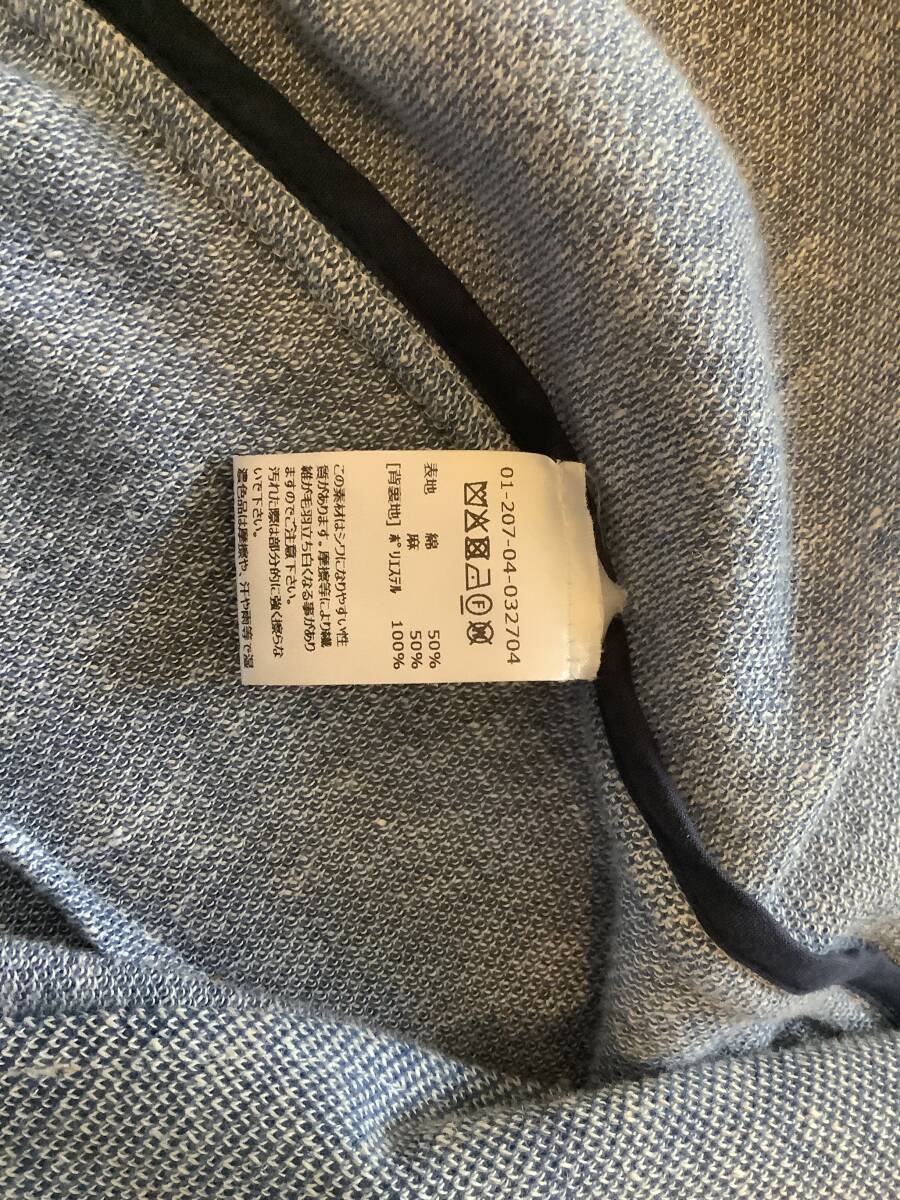 01-207-04-032704
F
表地 綿 50%
麻 50%
[背裏地] ポリエステル 100%
この素材はシワになりやすい性
質があります。摩擦等により繊
維が毛羽立ち白くなる事があり
ますのでご注意下さい。
汚れた際は部分的に強く擦らな
いで下さい。
濃色品は摩擦や、汗や雨等で湿